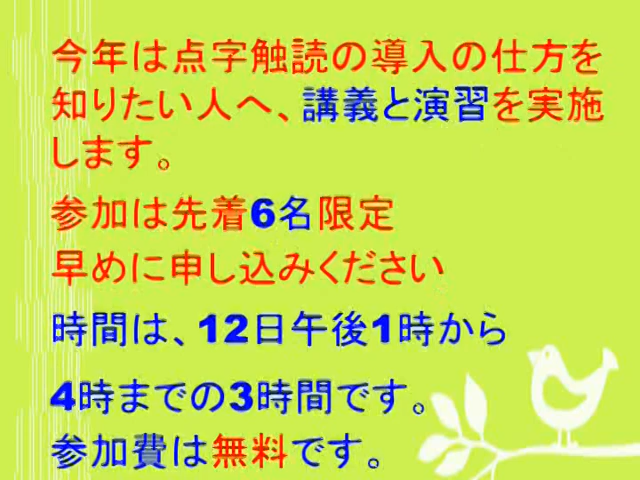 今年は点字触読の導入の仕方を
知りたい人へ、講義と演習を実施
します。
参加は先着6名限定
早めに申し込みください
時間は、12日午後1時から
4時までの3時間です。
参加費は無料です。